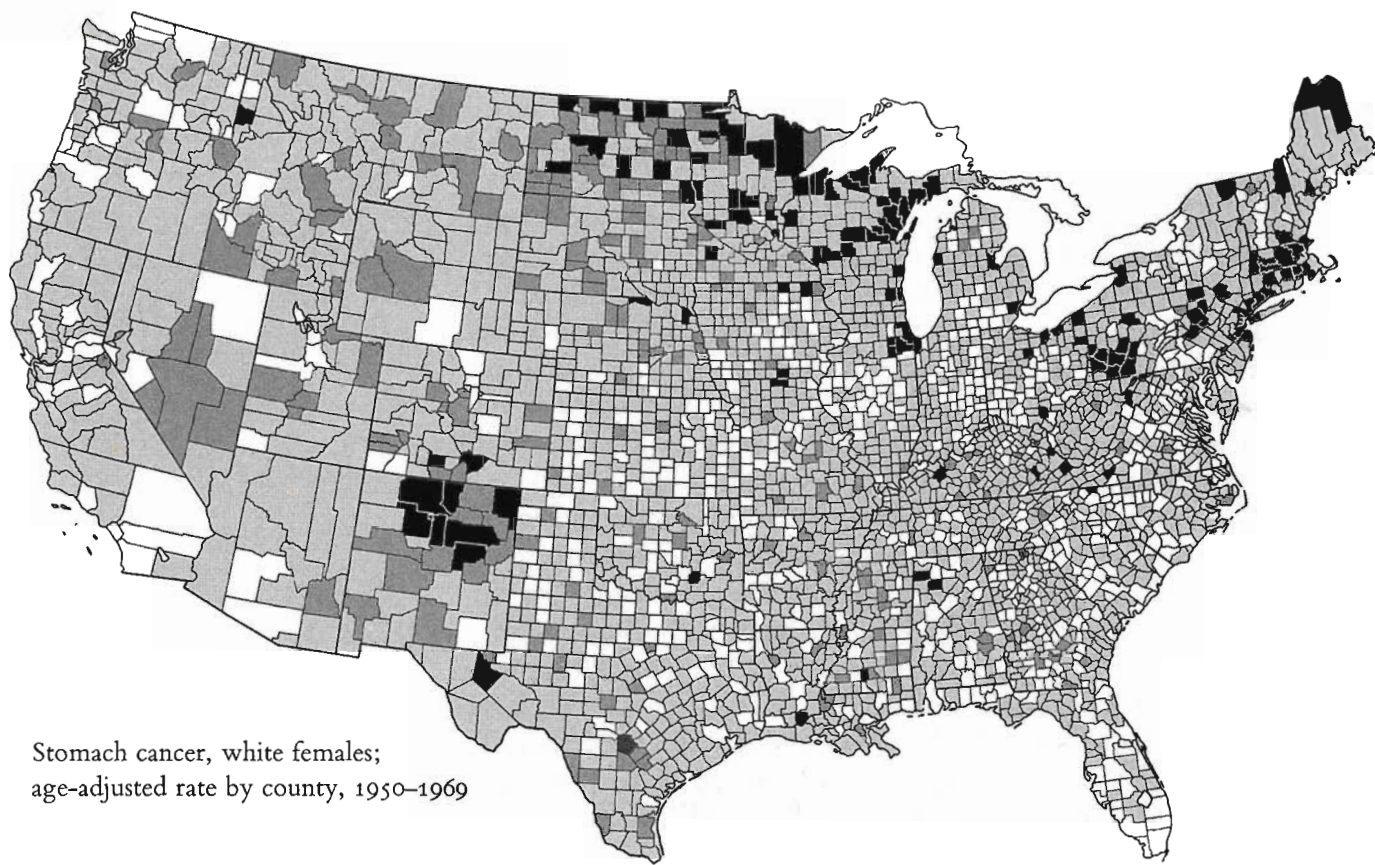 Stomach cancer, white females;
age-adjusted rate by county, 1950–1969